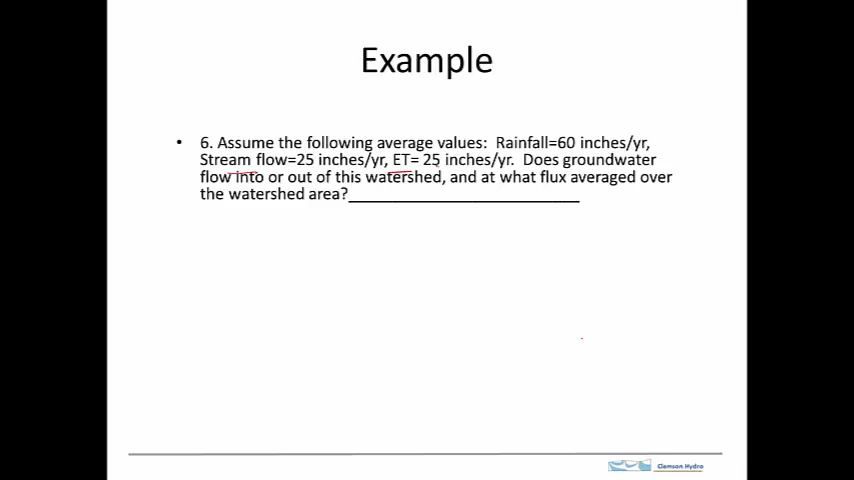 Example
• 6. Assume the following average values: Rainfall=60 inches/yr,
Stream flow=25 inches/yr, ET= 25 inches/yr. Does groundwater
flow into or out of this watershed, and at what flux averaged over
the watershed area?__________________________
Clemson Hydro